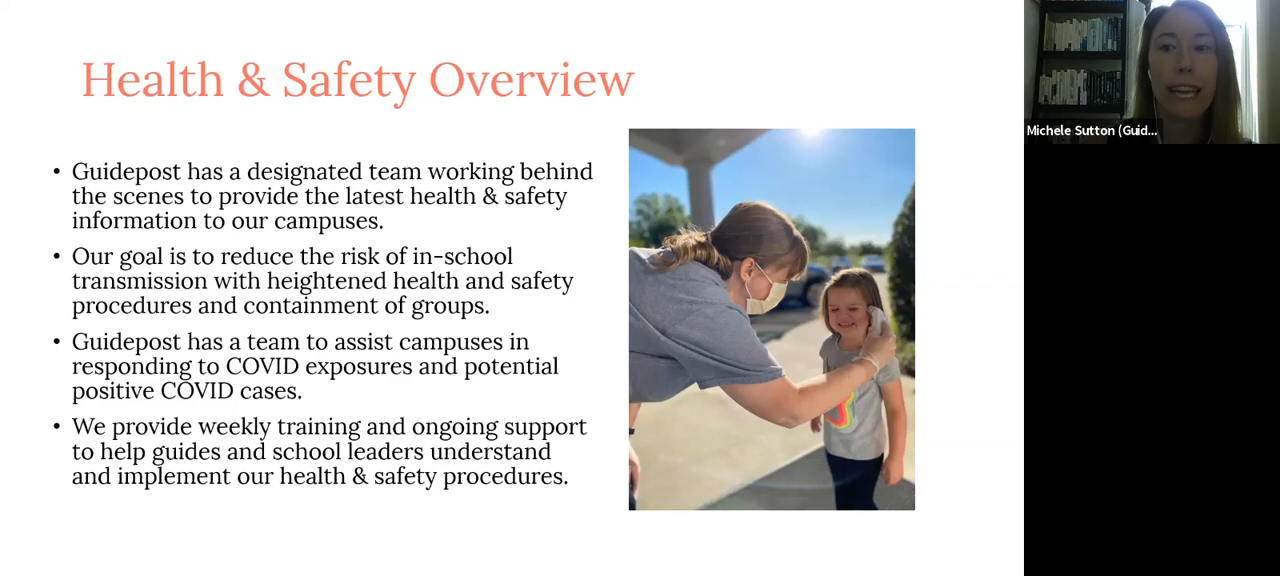 Health & Safety Overview
• Guidepost has a designated team working behind
the scenes to provide the latest health & safety
information to our campuses.
• Our goal is to reduce the risk of in-school
transmission with heightened health and safety
procedures and containment of groups.
• Guidepost has a team to assist campuses in
responding to COVID exposures and potential
positive COVID cases.
• We provide weekly training and ongoing support
to help guides and school leaders understand
and implement our health & safety procedures.
Michele Sutton (Guid...